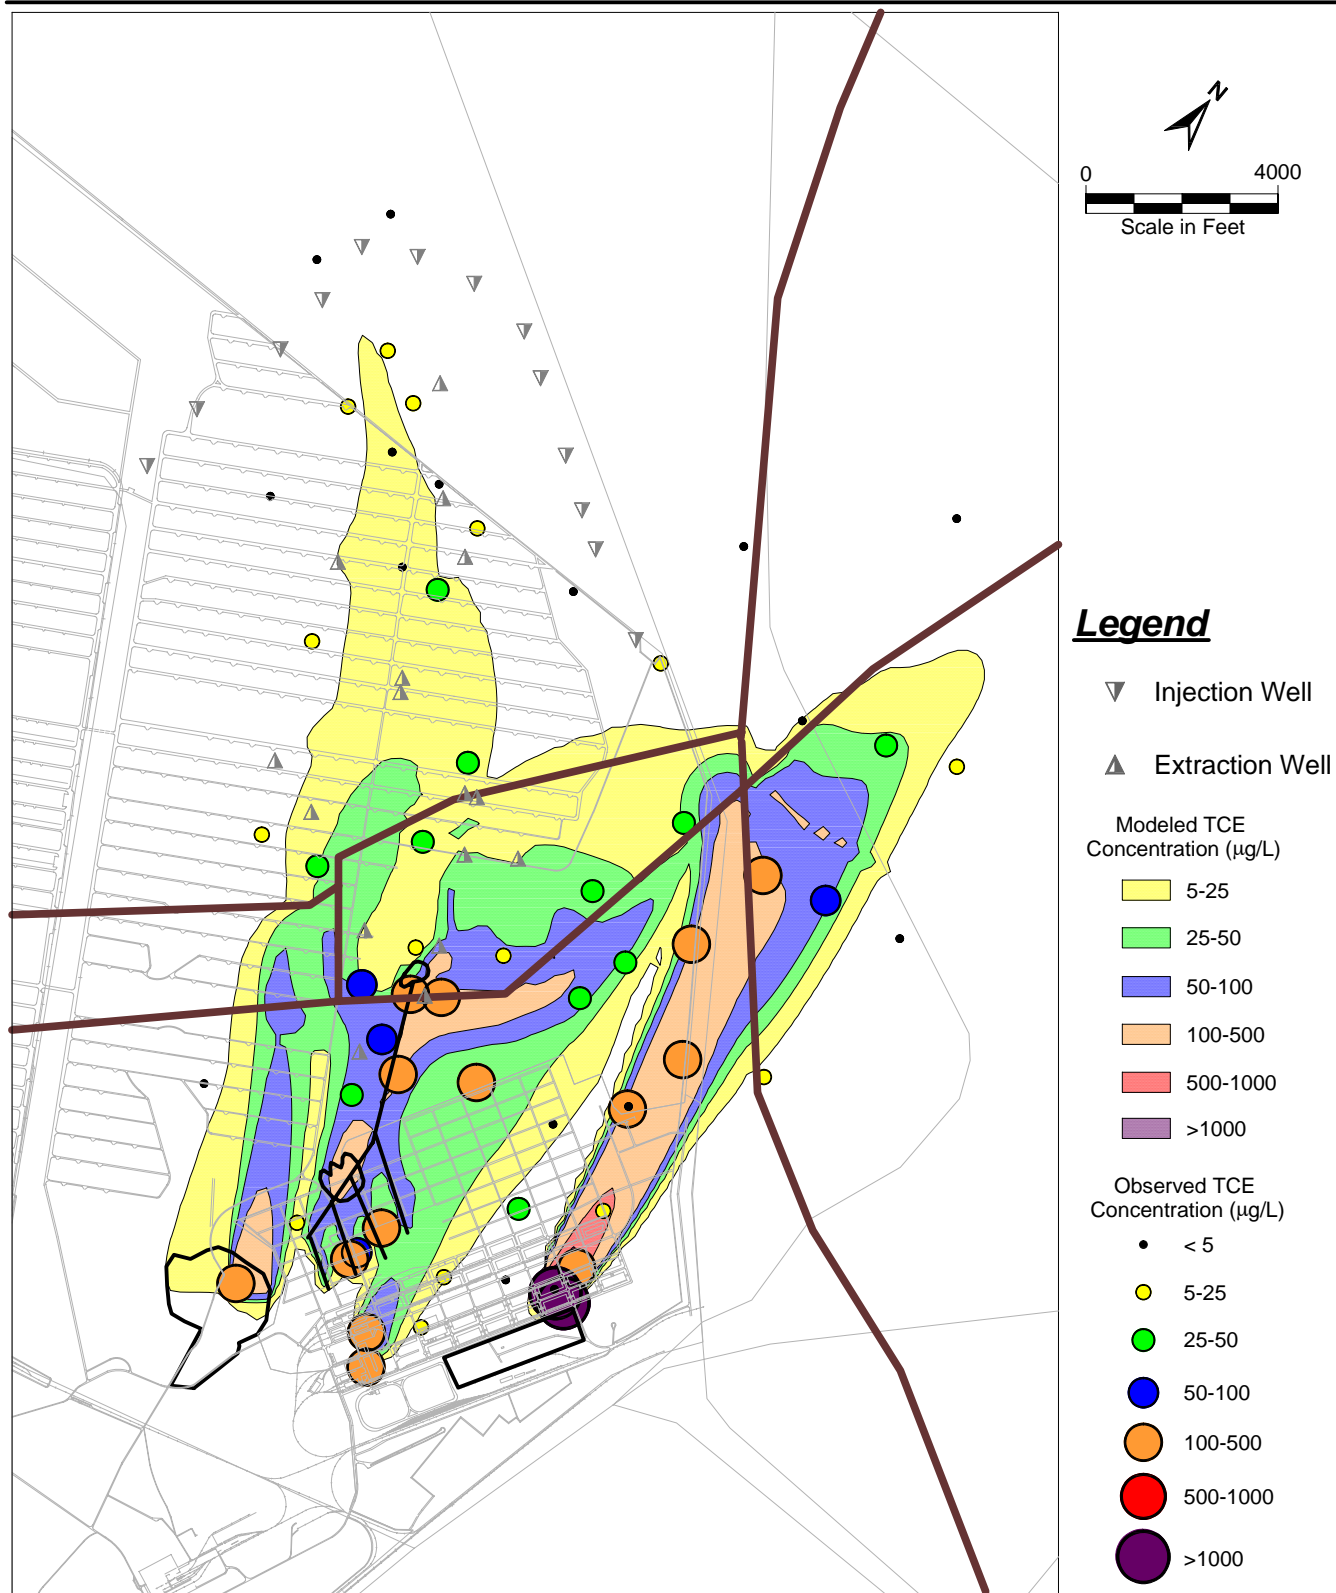 N
0 4000
Scale in Feet
Legend
Injection Well
Extraction Well
Modeled TCE
Concentration (µg/L)
5-25
25-50
50-100
100-500
500-1000
>1000
Observed TCE
Concentration (µg/L)
< 5
5-25
25-50
50-100
100-500
500-1000
>1000